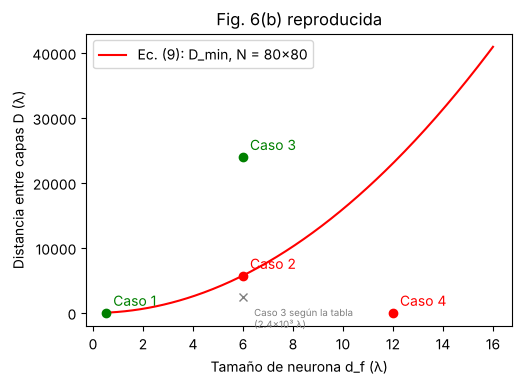 Fig. 6(b) reproducida
Ec. (9): D_min, N = 80×80
Distancia entre capas D (λ)
40000
30000
20000
10000
0
Caso 3
Caso 2
Caso 1
Caso 3 según la tabla
(2.4×10³ λ)
Caso 4
0 2 4 6 8 10 12 14 16
Tamaño de neurona d_f (λ)